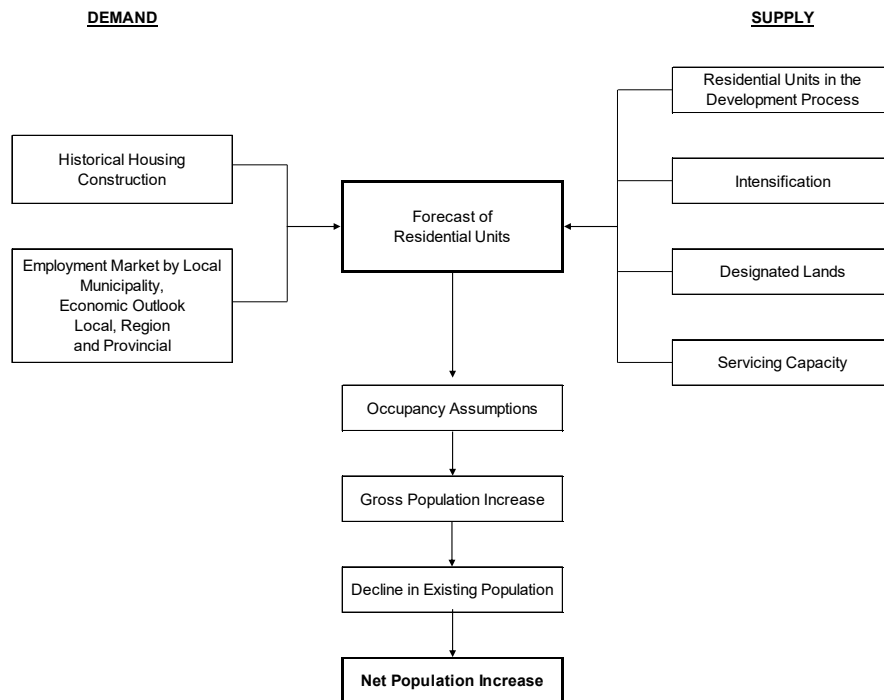 DEMAND
SUPPLY
Residential Units in the
Development Process
Historical Housing
Construction
Intensification
Forecast of
Residential Units
Employment Market by Local
Municipality,
Economic Outlook
Local, Region
and Provincial
Designated Lands
Servicing Capacity
Occupancy Assumptions
Gross Population Increase
Decline in Existing Population
Net Population Increase